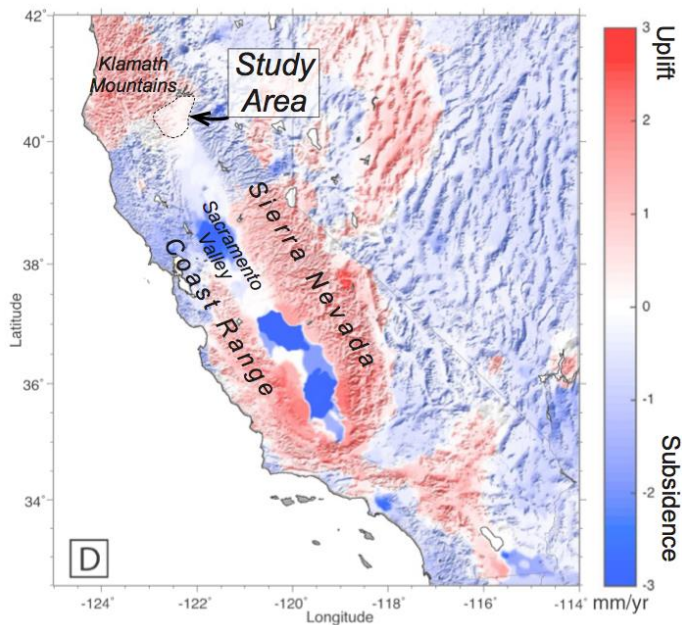 42˚
40˚
38˚
36˚
34˚
Latitude
-124˚
-122˚
-120˚
-118˚
-116˚
-114˚
Longitude
Klamath
Mountains
Study
Area
Sierra Nevada
Sacramento
Valley
Coast Range
D
3
2
1
0
-1
-2
-3
Uplift
Subsidence
mm/yr